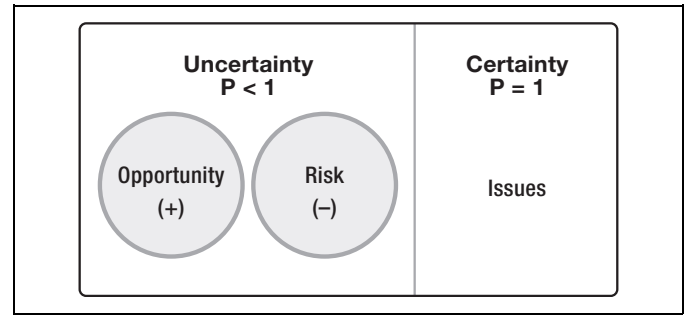 Uncertainty
P < 1
Certainty
P = 1
Opportunity
(+)
Risk
(–)
Issues